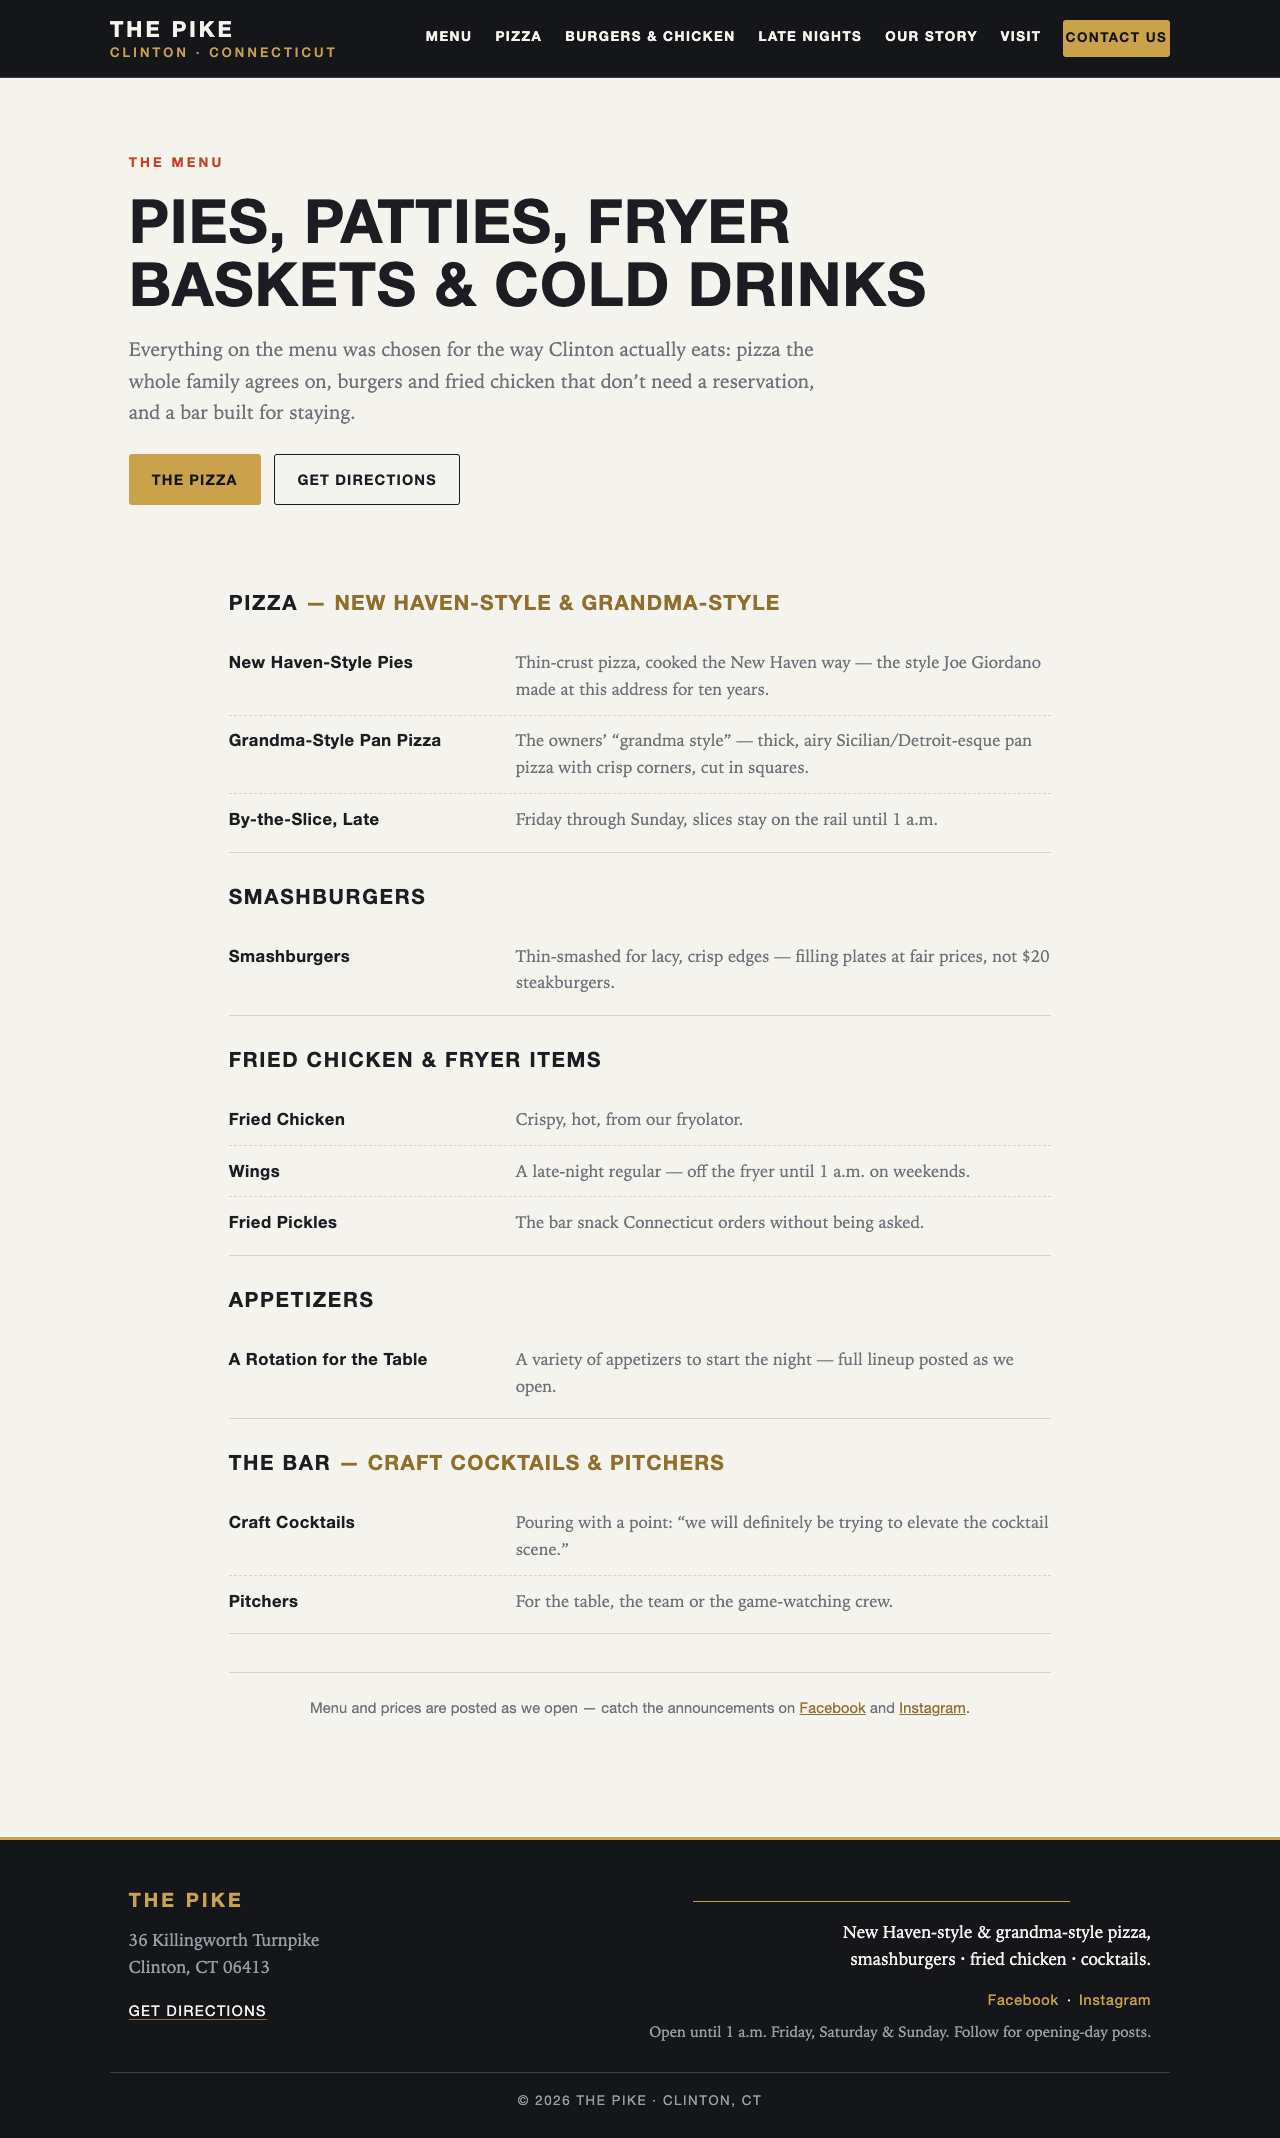 THE PIKE
CLINTON · CONNECTICUT
MENU PIZZA BURGERS & CHICKEN LATE NIGHTS OUR STORY VISIT CONTACT US
THE MENU
PIES, PATTIES, FRYER
BASKETS & COLD DRINKS
Everything on the menu was chosen for the way Clinton actually eats: pizza the
whole family agrees on, burgers and fried chicken that don’t need a reservation,
and a bar built for staying.
THE PIZZA GET DIRECTIONS
PIZZA — NEW HAVEN-STYLE & GRANDMA-STYLE
New Haven-Style Pies
Thin-crust pizza, cooked the New Haven way — the style Joe Giordano
made at this address for ten years.
Grandma-Style Pan Pizza
The owners’ “grandma style” — thick, airy Sicilian/Detroit-esque pan
pizza with crisp corners, cut in squares.
By-the-Slice, Late
Friday through Sunday, slices stay on the rail until 1 a.m.
SMASHBURGERS
Smashburgers
Thin-smashed for lacy, crisp edges — filling plates at fair prices, not $20
steakburgers.
FRIED CHICKEN & FRYER ITEMS
Fried Chicken
Crispy, hot, from our fryolator.
Wings
A late-night regular — off the fryer until 1 a.m. on weekends.
Fried Pickles
The bar snack Connecticut orders without being asked.
APPETIZERS
A Rotation for the Table
A variety of appetizers to start the night — full lineup posted as we
open.
THE BAR — CRAFT COCKTAILS & PITCHERS
Craft Cocktails
Pouring with a point: “we will definitely be trying to elevate the cocktail
scene.”
Pitchers
For the table, the team or the game-watching crew.
Menu and prices are posted as we open — catch the announcements on Facebook and Instagram.
THE PIKE
36 Killingworth Turnpike
Clinton, CT 06413
GET DIRECTIONS
New Haven-style & grandma-style pizza,
smashburgers · fried chicken · cocktails.
Facebook · Instagram
Open until 1 a.m. Friday, Saturday & Sunday. Follow for opening-day posts.
© 2026 THE PIKE · CLINTON, CT